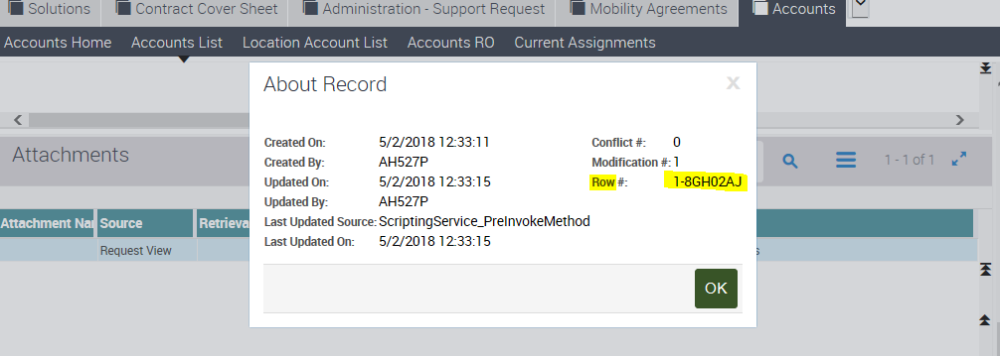 Solutions Contract Cover Sheet Administration - Support Request Mobility Agreements Accounts
Accounts Home Accounts List Location Account List Accounts RO Current Assignments
About Record X
Created On: 5/2/2018 12:33:11 Conflict #: 0
Created By: AH527P Modification #: 1
Updated On: 5/2/2018 12:33:15 Row #: 1-8GH02AJ
Updated By: AH527P
Last Updated Source: ScriptingService_PreInvokeMethod
Last Updated On: 5/2/2018 12:33:15
OK
Attachments 1 - 1 of 1
Attachment Nar Source Retrieva
Request View s